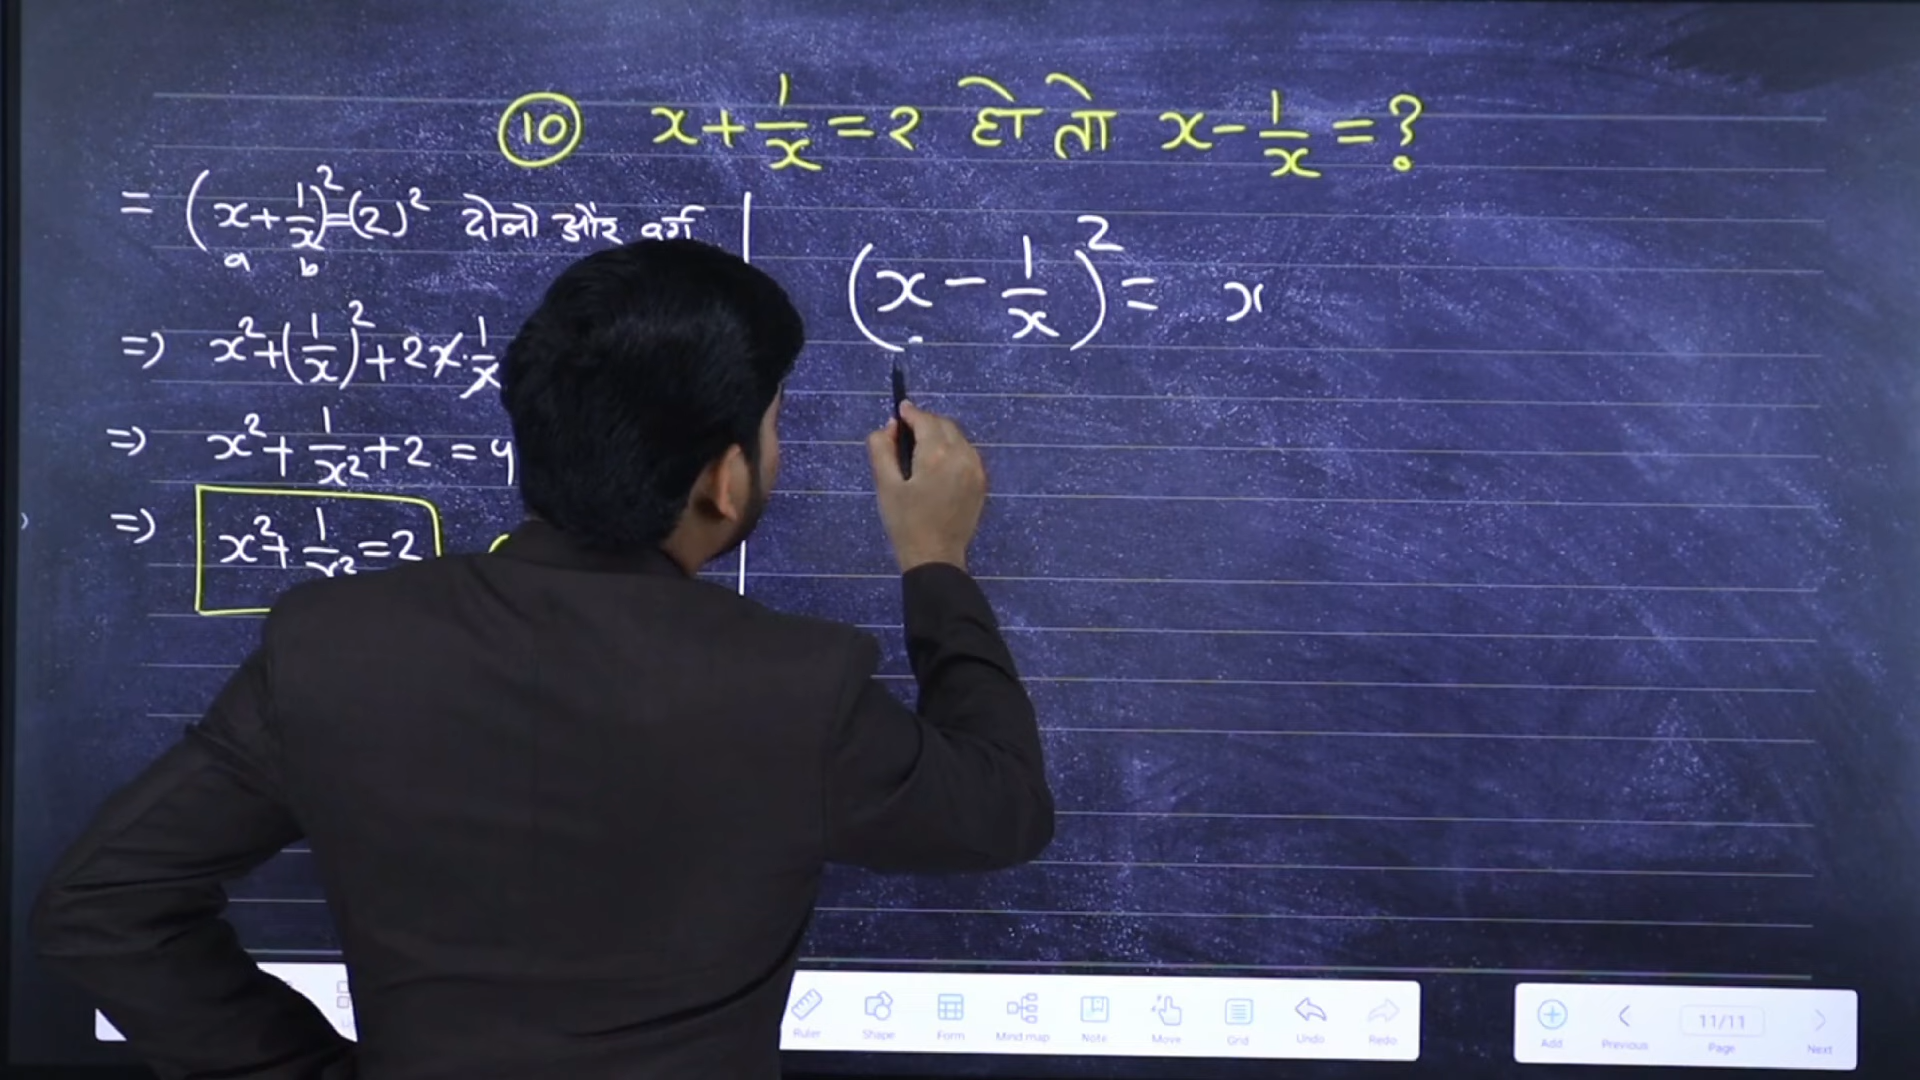 (10) x + 1/x = 2 हो तो x - 1/x = ?
= (x + 1/x)² = (2)² दोनो और वर्ग
a b
=) x² + (1/x)² + 2x·1/x
=) x² + 1/x² + 2 = 4
=) x² + 1/x² = 2
(x - 1/x)² = x
Ruler Shape Form Mind map Note Move Grid Undo Redo
Add Previous 11/11 Page Next